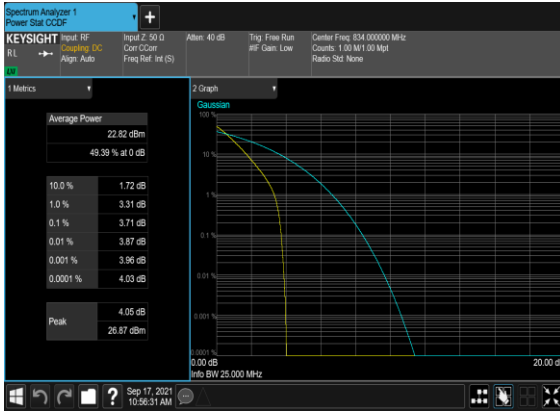 Spectrum Analyzer 1
Power Stat CCDF
KEYSIGHT
RL
Input: RF
Coupling: DC
Align: Auto
Input Z: 50 Ω
Corr CCorr
Freq Ref: Int (S)
Atten: 40 dB
Trig: Free Run
#IF Gain: Low
Center Freq: 834.000000 MHz
Counts: 1.00 M/1.00 Mpt
Radio Std: None
1 Metrics
Average Power
22.82 dBm
49.39 % at 0 dB
10.0 % 1.72 dB
1.0 % 3.31 dB
0.1 % 3.71 dB
0.01 % 3.87 dB
0.001 % 3.96 dB
0.0001 % 4.03 dB
Peak
4.05 dB
26.87 dBm
2 Graph
Gaussian
100 %
10 %
1 %
0.1 %
0.01 %
0.001 %
0.0001 %
0.00 dB
20.00 d
Info BW 25.000 MHz
?
Sep 17, 2021
10:56:31 AM